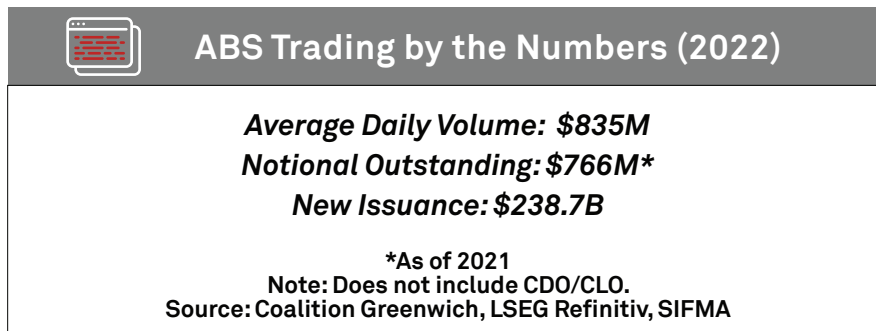 ABS Trading by the Numbers (2022)
Average Daily Volume: $835M
Notional Outstanding: $766M*
New Issuance: $238.7B
*As of 2021
Note: Does not include CDO/CLO.
Source: Coalition Greenwich, LSEG Refinitiv, SIFMA